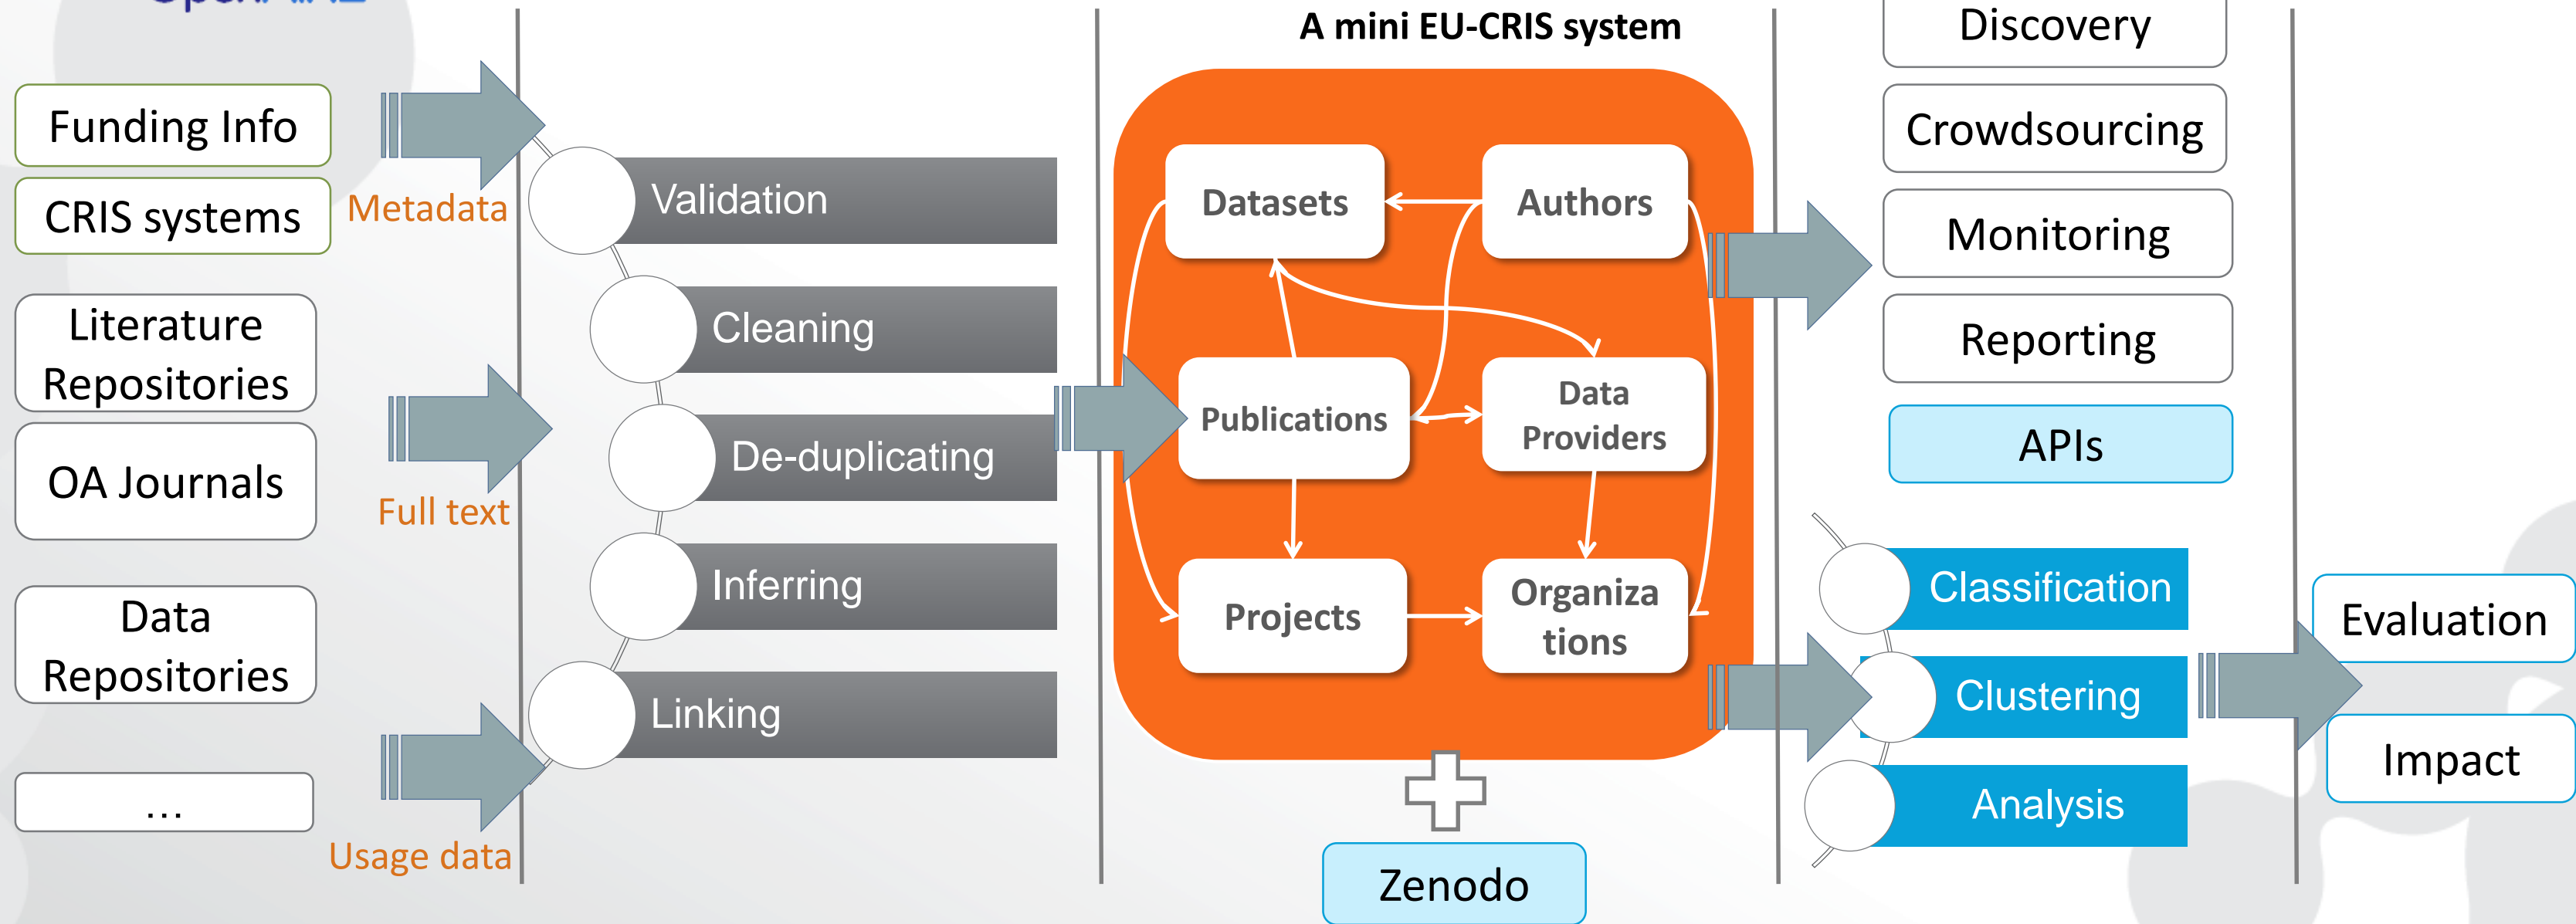 A mini EU-CRIS system
Funding Info
CRIS systems
Literature
Repositories
OA Journals
Data
Repositories
...
Metadata
Full text
Usage data
Validation
Cleaning
De-duplicating
Inferring
Linking
Datasets
Authors
Publications
Data
Providers
Projects
Organiza
tions
Zenodo
Discovery
Crowdsourcing
Monitoring
Reporting
APIs
Classification
Clustering
Analysis
Evaluation
Impact